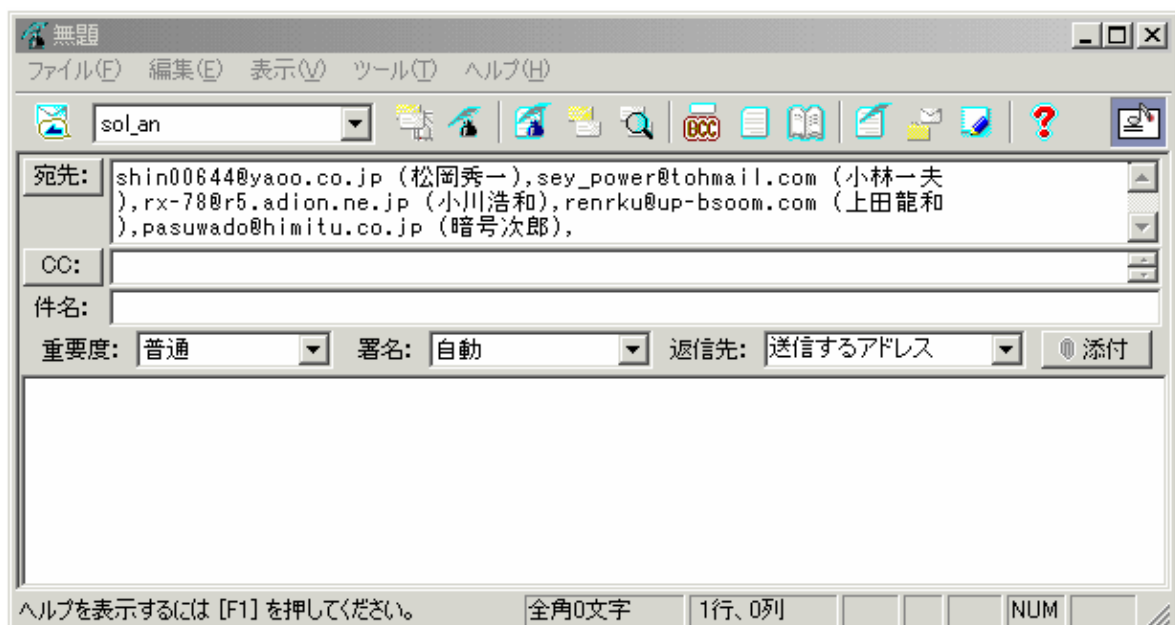 無題
ファイル(F) 編集(E) 表示(V) ツール(T) ヘルプ(H)
sol_an BCC
宛先: shin00644@yaoo.co.jp (松岡秀一),sey_power@tohmail.com (小林一夫
),rx-78@r5.adion.ne.jp (小川浩和),renrku@up-bsoom.com (上田龍和
),pasuwado@himitu.co.jp (暗号次郎),
CC:
件名:
重要度: 普通 署名: 自動 返信先: 送信するアドレス 添付
ヘルプを表示するには [F1] を押してください。 全角0文字 1行、0列 NUM